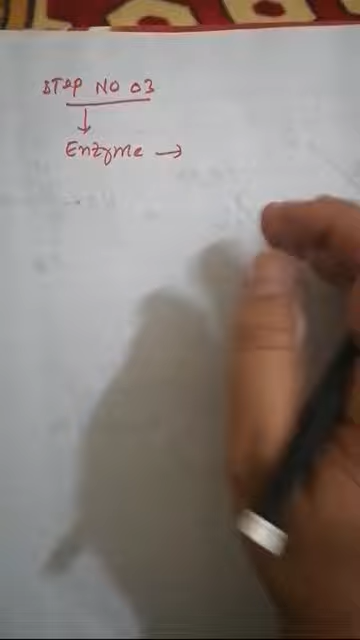 STEP NO 03
↓
Enzyme →